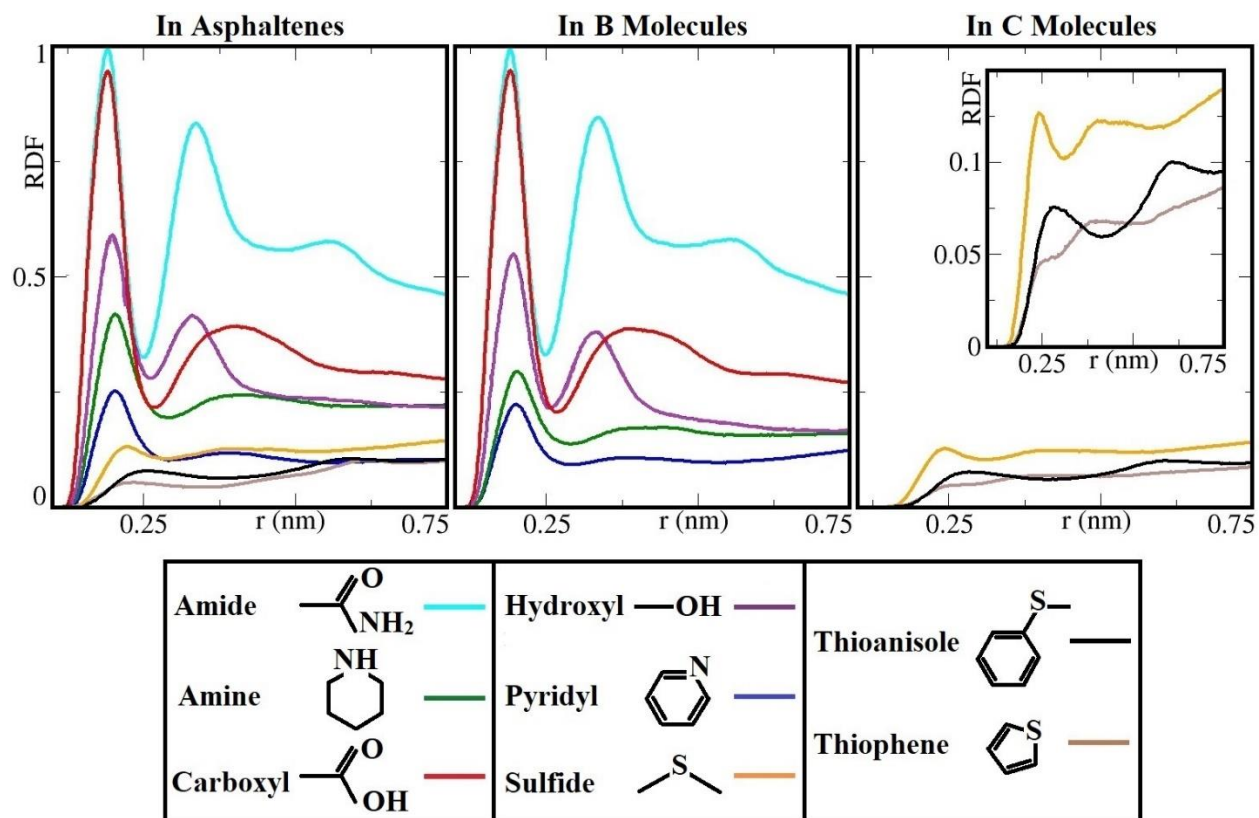 In Asphaltenes
In B Molecules
In C Molecules
1
RDF
0.5
0
0.25
r (nm)
0.75
0.25
r (nm)
0.75
RDF
0.1
0.05
0
0.25
r (nm)
0.75
0.25
r (nm)
0.75
Amide
O
NH₂
Amine
NH
Carboxyl
O
OH
Hydroxyl
OH
Pyridyl
N
Sulfide
S
Thioanisole
S
Thiophene
S